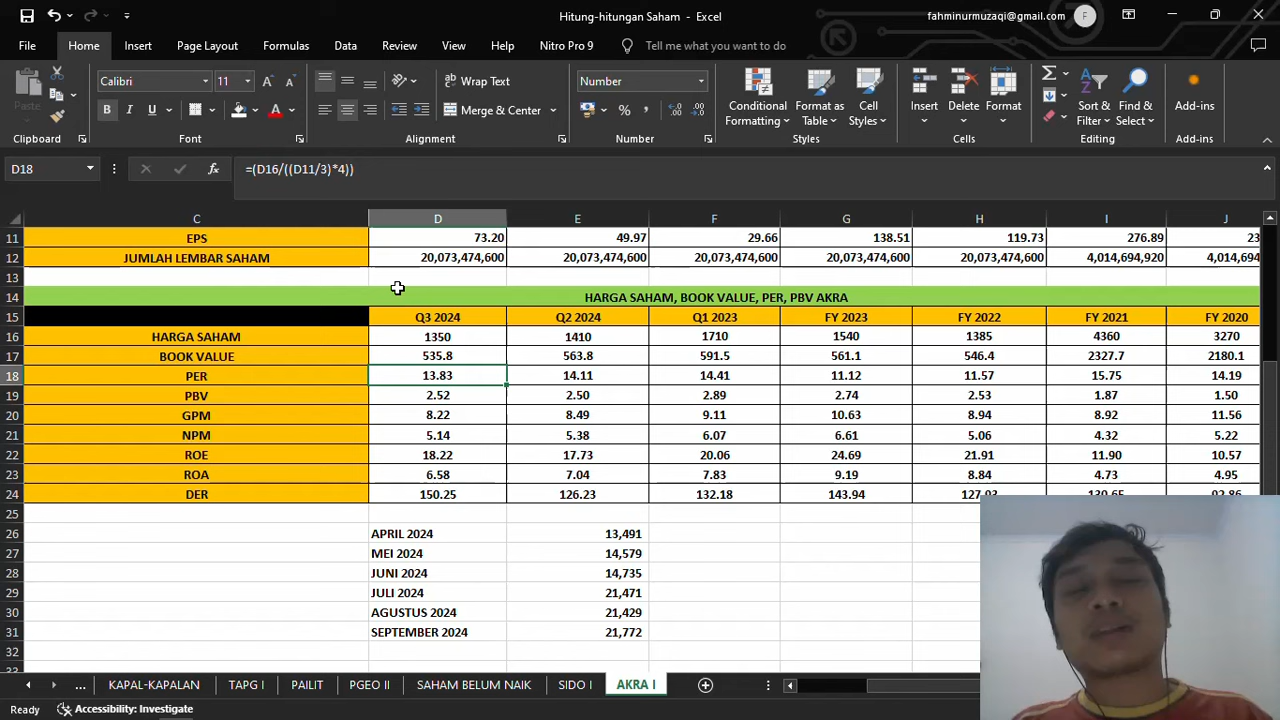 Hitung-hitungan Saham - Excel
fahminurmuzaqi@gmail.com F
File Home Insert Page Layout Formulas Data Review View Help Nitro Pro 9 Tell me what you want to do
Paste
Clipboard
Calibri 11
B I U
Font
Wrap Text
Merge & Center
Alignment
Number
Number
Conditional Formatting
Format as Table
Cell Styles
Styles
Insert Delete Format
Cells
Sort & Filter
Find & Select
Editing
Add-ins
Add-ins
D18 fx =(D16/((D11/3)*4))
C D E F G H I J
11 EPS 73.20 49.97 29.66 138.51 119.73 276.89 23
12 JUMLAH LEMBAR SAHAM 20,073,474,600 20,073,474,600 20,073,474,600 20,073,474,600 20,073,474,600 4,014,694,920 4,014,694,
13
14 HARGA SAHAM, BOOK VALUE, PER, PBV AKRA
15 Q3 2024 Q2 2024 Q1 2023 FY 2023 FY 2022 FY 2021 FY 2020
16 HARGA SAHAM 1350 1410 1710 1540 1385 4360 3270
17 BOOK VALUE 535.8 563.8 591.5 561.1 546.4 2327.7 2180.1
18 PER 13.83 14.11 14.41 11.12 11.57 15.75 14.19
19 PBV 2.52 2.50 2.89 2.74 2.53 1.87 1.50
20 GPM 8.22 8.49 9.11 10.63 8.94 8.92 11.56
21 NPM 5.14 5.38 6.07 6.61 5.06 4.32 5.22
22 ROE 18.22 17.73 20.06 24.69 21.91 11.90 10.57
23 ROA 6.58 7.04 7.83 9.19 8.84 4.73 4.95
24 DER 150.25 126.23 132.18 143.94
25
26 APRIL 2024 13,491
27 MEI 2024 14,579
28 JUNI 2024 14,735
29 JULI 2024 21,471
30 AGUSTUS 2024 21,429
31 SEPTEMBER 2024 21,772
32
... KAPAL-KAPALAN TAPG I PAILIT PGEO II SAHAM BELUM NAIK SIDO I AKRA I
Ready Accessibility: Investigate